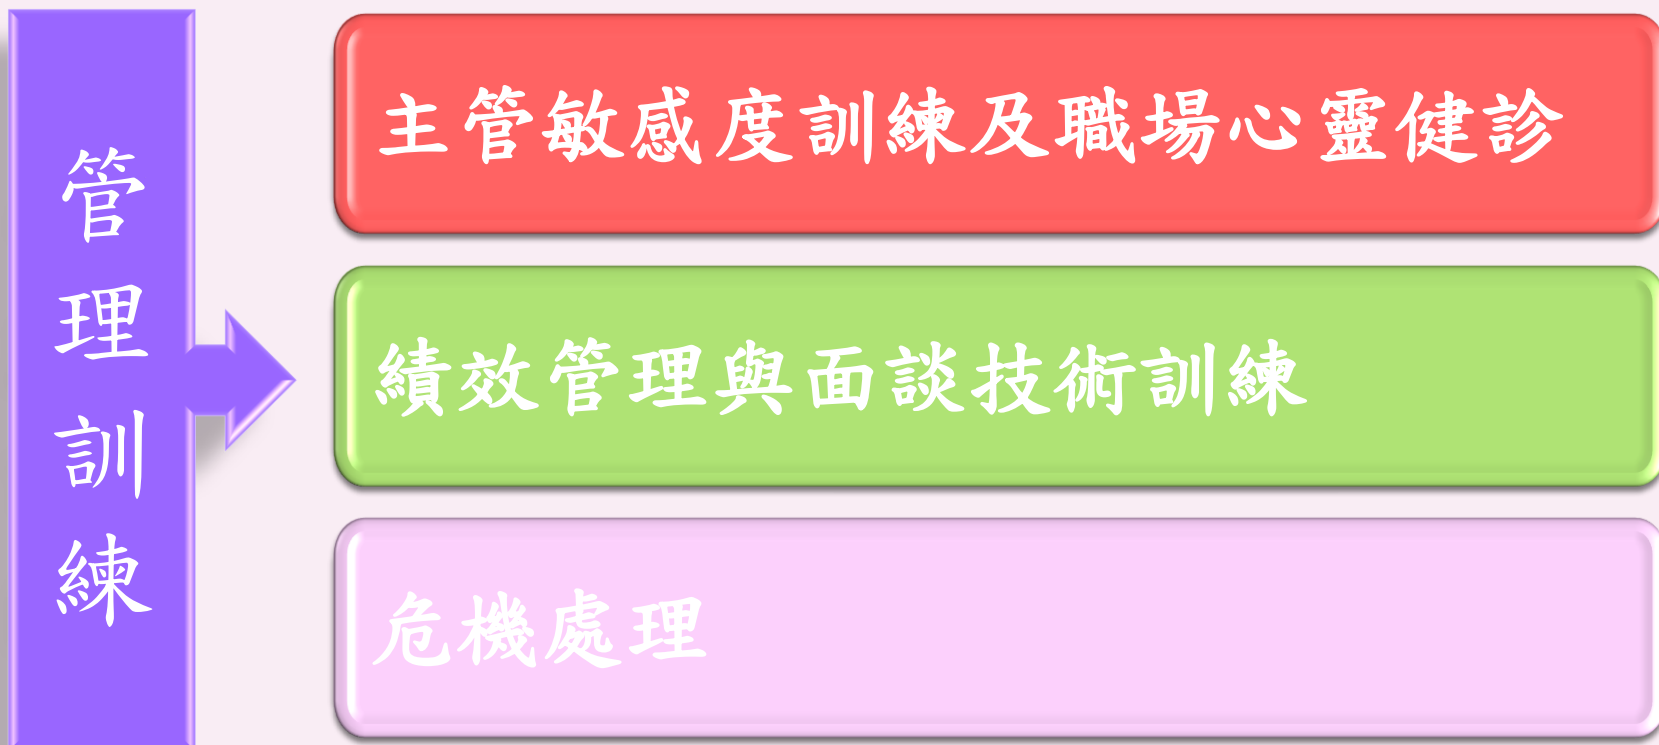 管理訓練
主管敏感度訓練及職場心靈健診
績效管理與面談技術訓練
危機處理